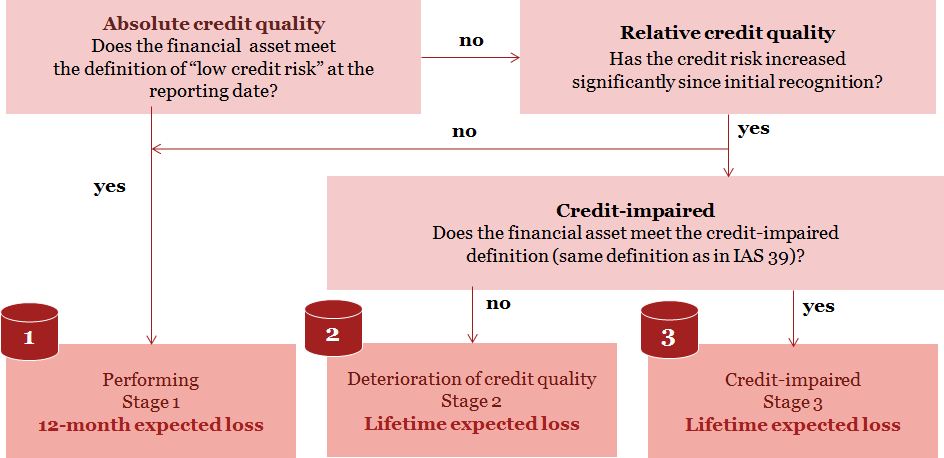 Absolute credit quality
Does the financial asset meet
the definition of “low credit risk” at the
reporting date?
no
Relative credit quality
Has the credit risk increased
significantly since initial recognition?
no
yes
yes
Credit-impaired
Does the financial asset meet the credit-impaired
definition (same definition as in IAS 39)?
no
yes
1
Performing
Stage 1
12-month expected loss
2
Deterioration of credit quality
Stage 2
Lifetime expected loss
3
Credit-impaired
Stage 3
Lifetime expected loss